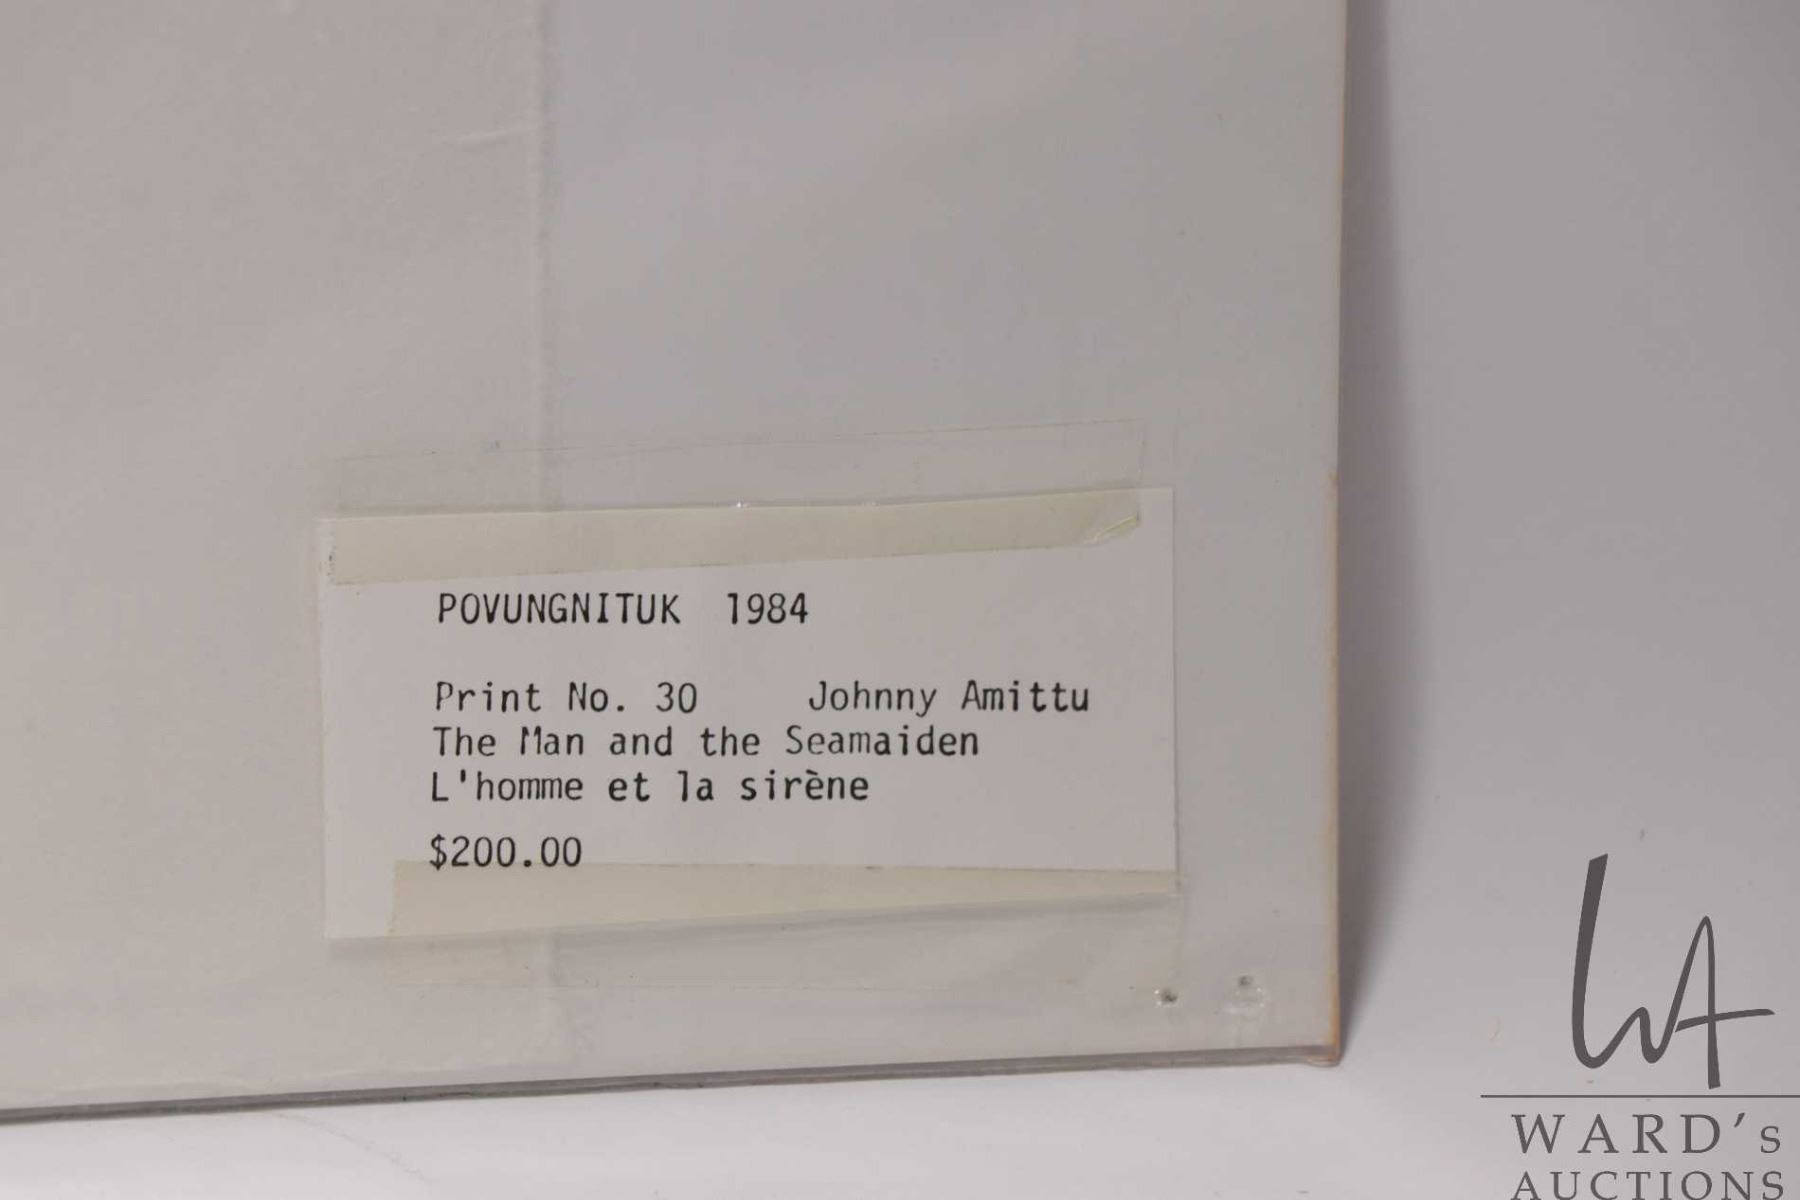 POVUNGNITUK 1984
Print No. 30 Johnny Amittu
The Man and the Seamaiden
L'homme et la sirène
$200.00
WA
WARD's
AUCTIONS